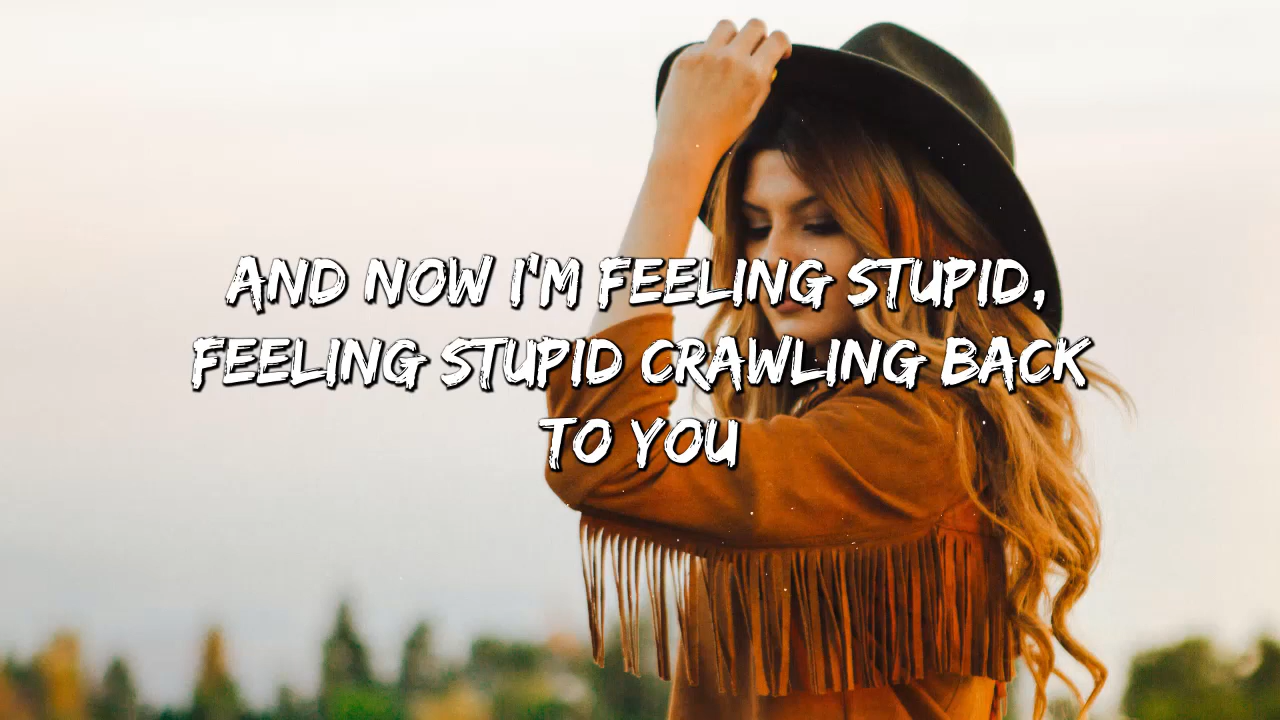 AND NOW I'M FEELING STUPID,
FEELING STUPID CRAWLING BACK
TO YOU